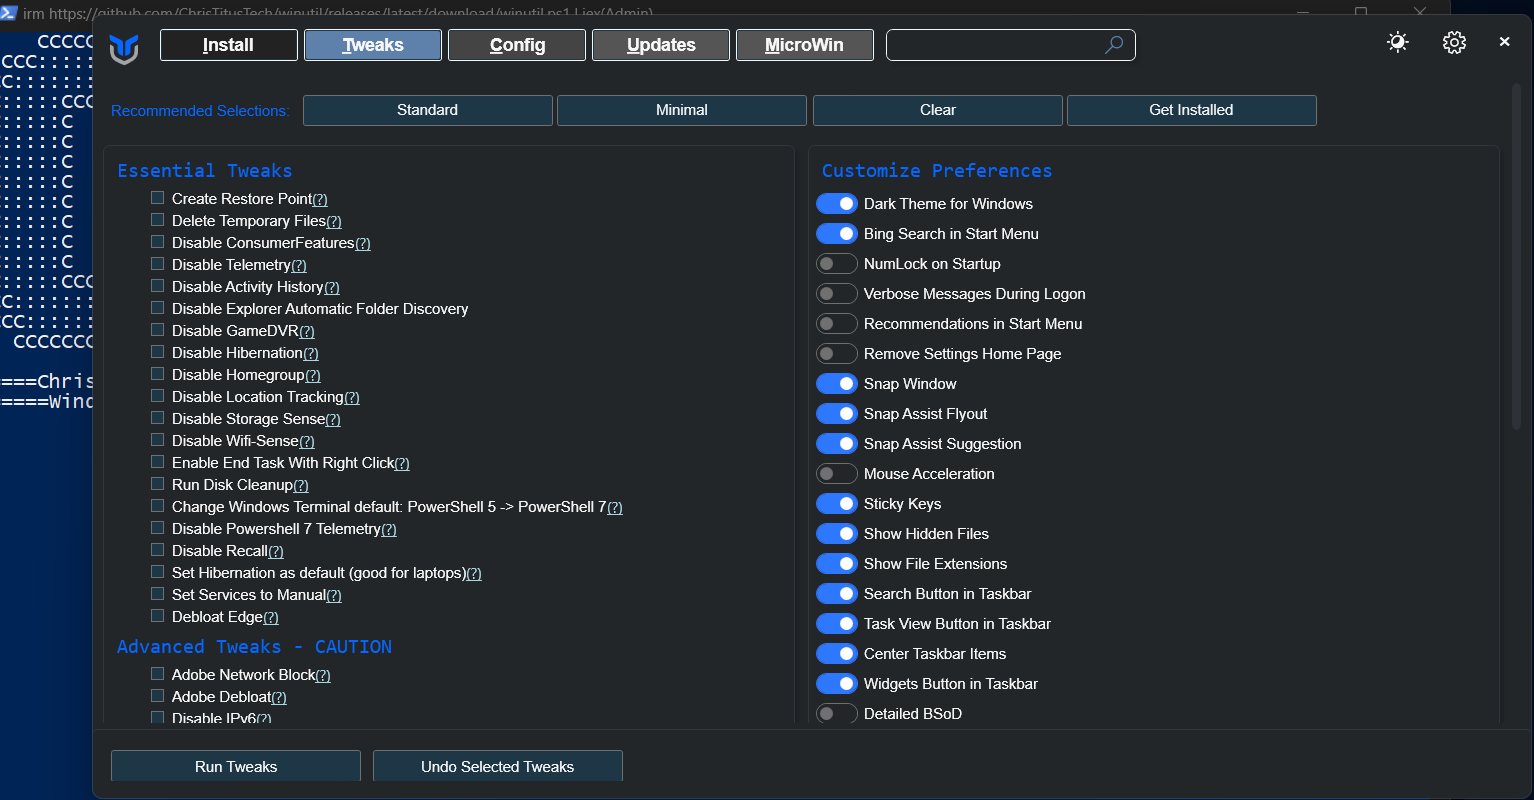 irm https://github.com/ChrisTitusTech/winutil/releases/latest/download/winutil.ps1 | iex(Admin)
Install
Tweaks
Config
Updates
MicroWin
Recommended Selections:
Standard
Minimal
Clear
Get Installed
CCCCC
CCC::::::
CC:::::::
:::::CCC
:::::C
:::::C
:::::C
:::::C
:::::C
:::::C
:::::C
:::::C
:::::CCC
CC:::::::
CCC::::::
CCCCCCC
====Chris
=====Wind
Essential Tweaks
Create Restore Point(?)
Delete Temporary Files(?)
Disable ConsumerFeatures(?)
Disable Telemetry(?)
Disable Activity History(?)
Disable Explorer Automatic Folder Discovery
Disable GameDVR(?)
Disable Hibernation(?)
Disable Homegroup(?)
Disable Location Tracking(?)
Disable Storage Sense(?)
Disable Wifi-Sense(?)
Enable End Task With Right Click(?)
Run Disk Cleanup(?)
Change Windows Terminal default: PowerShell 5 -> PowerShell 7(?)
Disable Powershell 7 Telemetry(?)
Disable Recall(?)
Set Hibernation as default (good for laptops)(?)
Set Services to Manual(?)
Debloat Edge(?)
Advanced Tweaks - CAUTION
Adobe Network Block(?)
Adobe Debloat(?)
Disable IPv6(?)
Customize Preferences
Dark Theme for Windows
Bing Search in Start Menu
NumLock on Startup
Verbose Messages During Logon
Recommendations in Start Menu
Remove Settings Home Page
Snap Window
Snap Assist Flyout
Snap Assist Suggestion
Mouse Acceleration
Sticky Keys
Show Hidden Files
Show File Extensions
Search Button in Taskbar
Task View Button in Taskbar
Center Taskbar Items
Widgets Button in Taskbar
Detailed BSoD
Run Tweaks
Undo Selected Tweaks